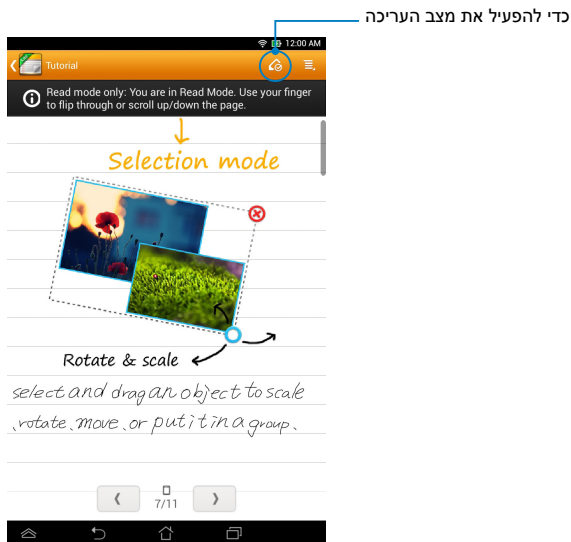 כדי להפעיל את מצב העריכה
12:00 AM
Tutorial
Read mode only: You are in Read Mode. Use your finger
to flip through or scroll up/down the page.
Selection mode
Rotate & scale
select and drag an object to scale
、rotate、move、or put it in a group、
7/11